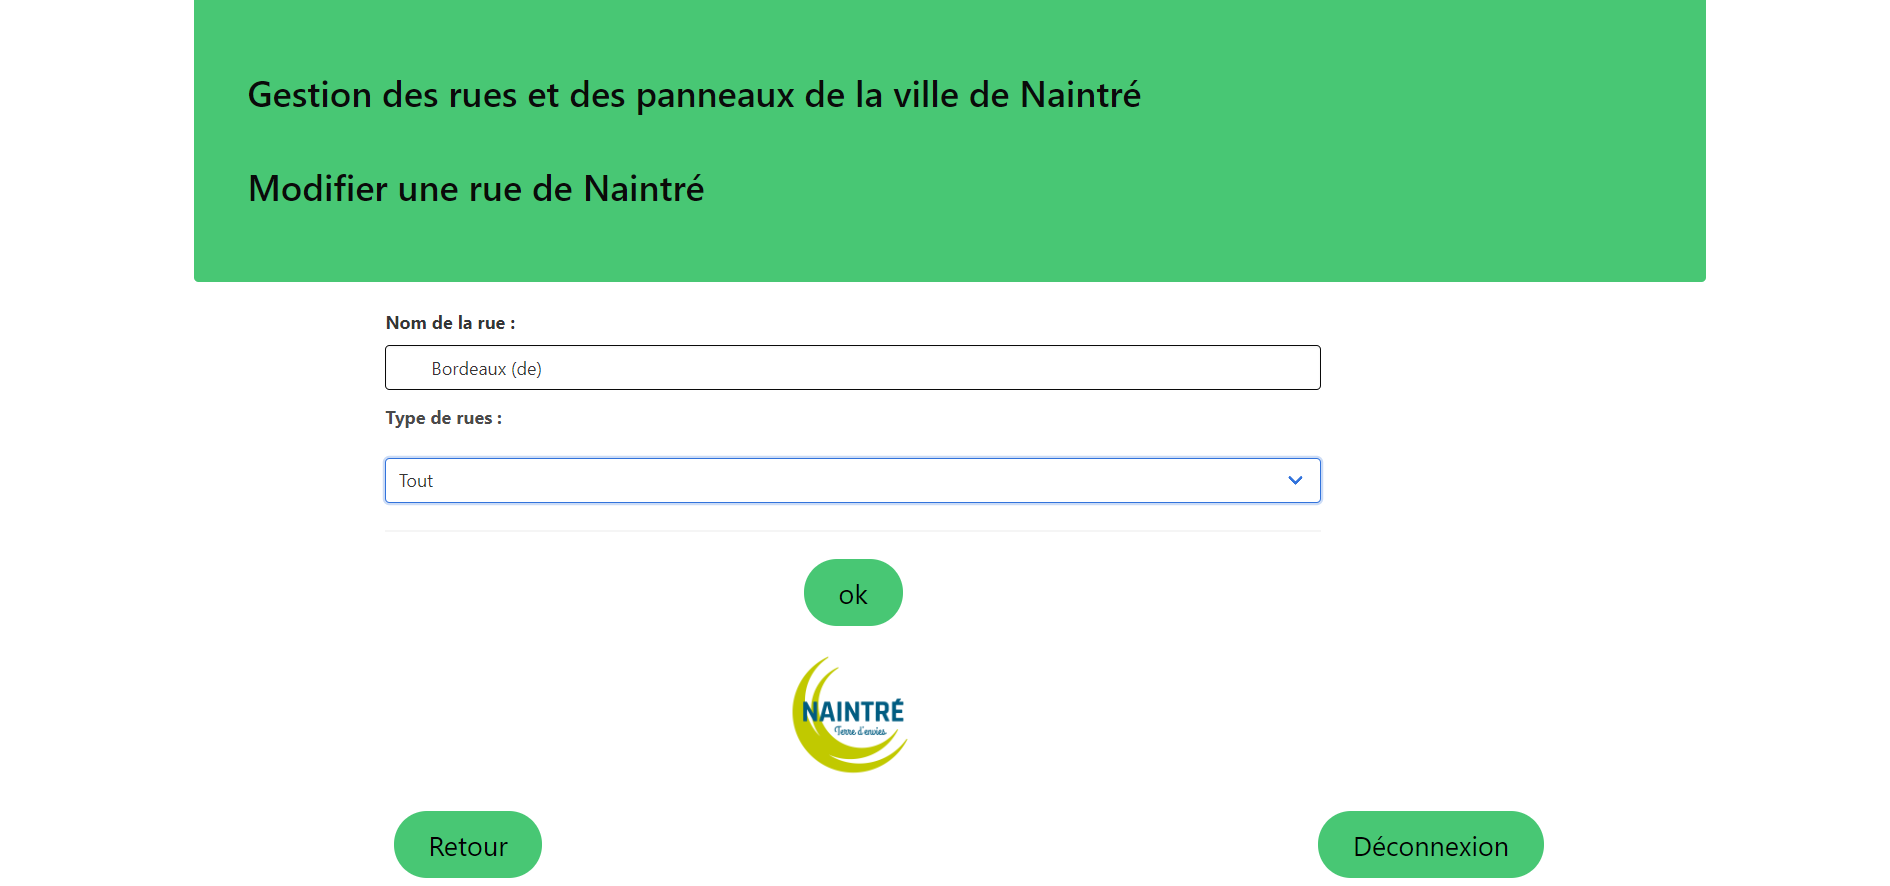 Gestion des rues et des panneaux de la ville de Naintré
Modifier une rue de Naintré
Nom de la rue :
Bordeaux (de)
Type de rues :
Tout
ok
NAINTRÉ
Terre d'envies
Retour
Déconnexion